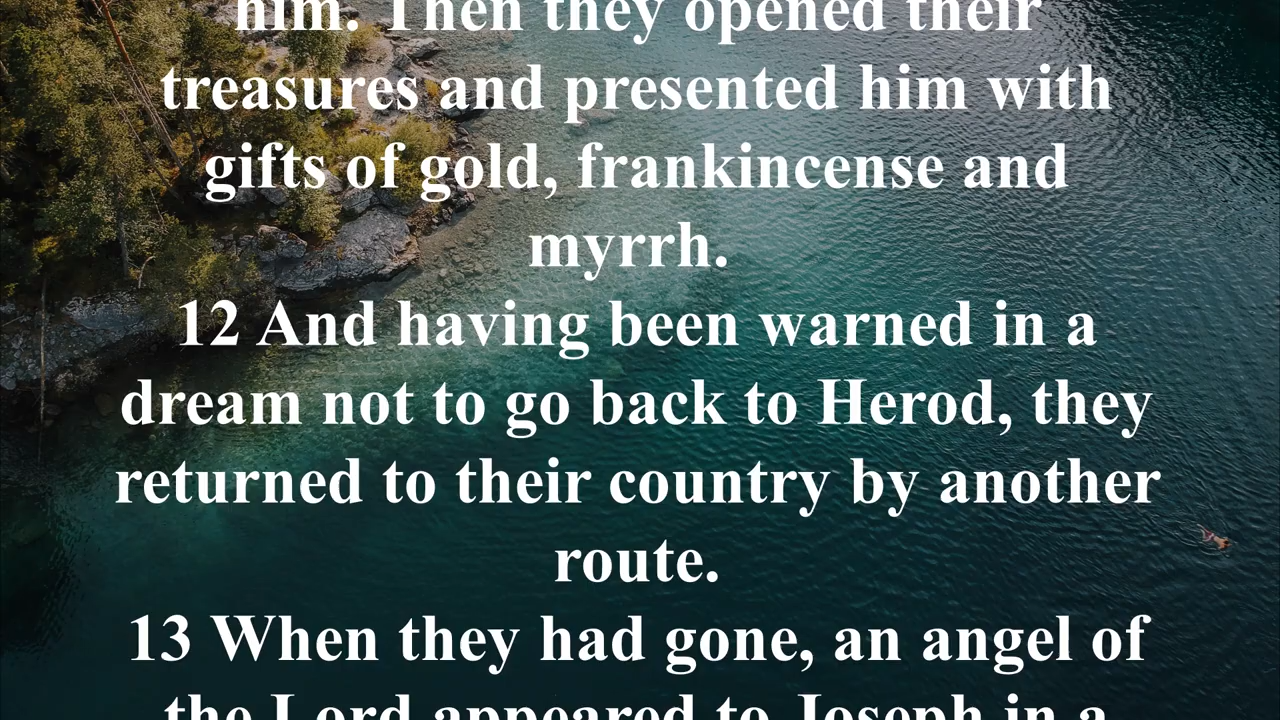 him. Then they opened their
treasures and presented him with
gifts of gold, frankincense and
myrrh.
12 And having been warned in a
dream not to go back to Herod, they
returned to their country by another
route.
13 When they had gone, an angel of
the Lord appeared to Joseph in a